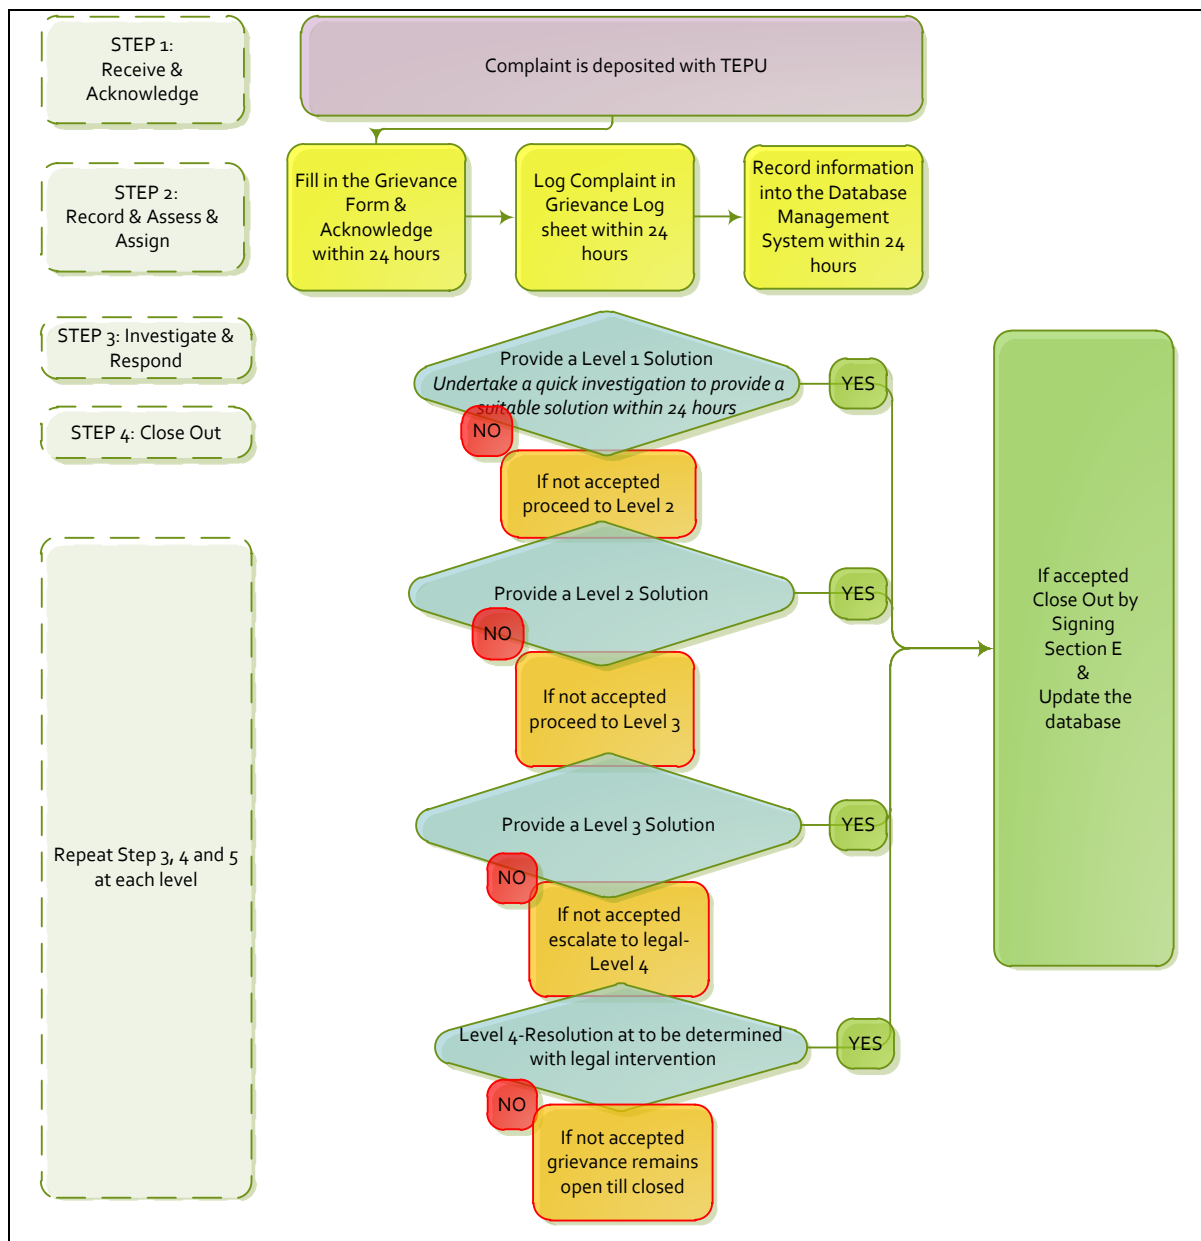 STEP 1:
Receive &
Acknowledge
Complaint is deposited with TEPU
STEP 2:
Record & Assess &
Assign
Fill in the Grievance
Form &
Acknowledge
within 24 hours
Log Complaint in
Grievance Log
sheet within 24
hours
Record information
into the Database
Management
System within 24
hours
STEP 3: Investigate &
Respond
Provide a Level 1 Solution
Undertake a quick investigation to provide a
suitable solution within 24 hours
YES
NO
STEP 4: Close Out
If not accepted
proceed to Level 2
Provide a Level 2 Solution
YES
NO
If not accepted
proceed to Level 3
If accepted
Close Out by
Signing
Section E
&
Update the
database
Provide a Level 3 Solution
YES
NO
Repeat Step 3, 4 and 5
at each level
If not accepted
escalate to legal-
Level 4
Level 4-Resolution at to be determined
with legal intervention
YES
NO
If not accepted
grievance remains
open till closed